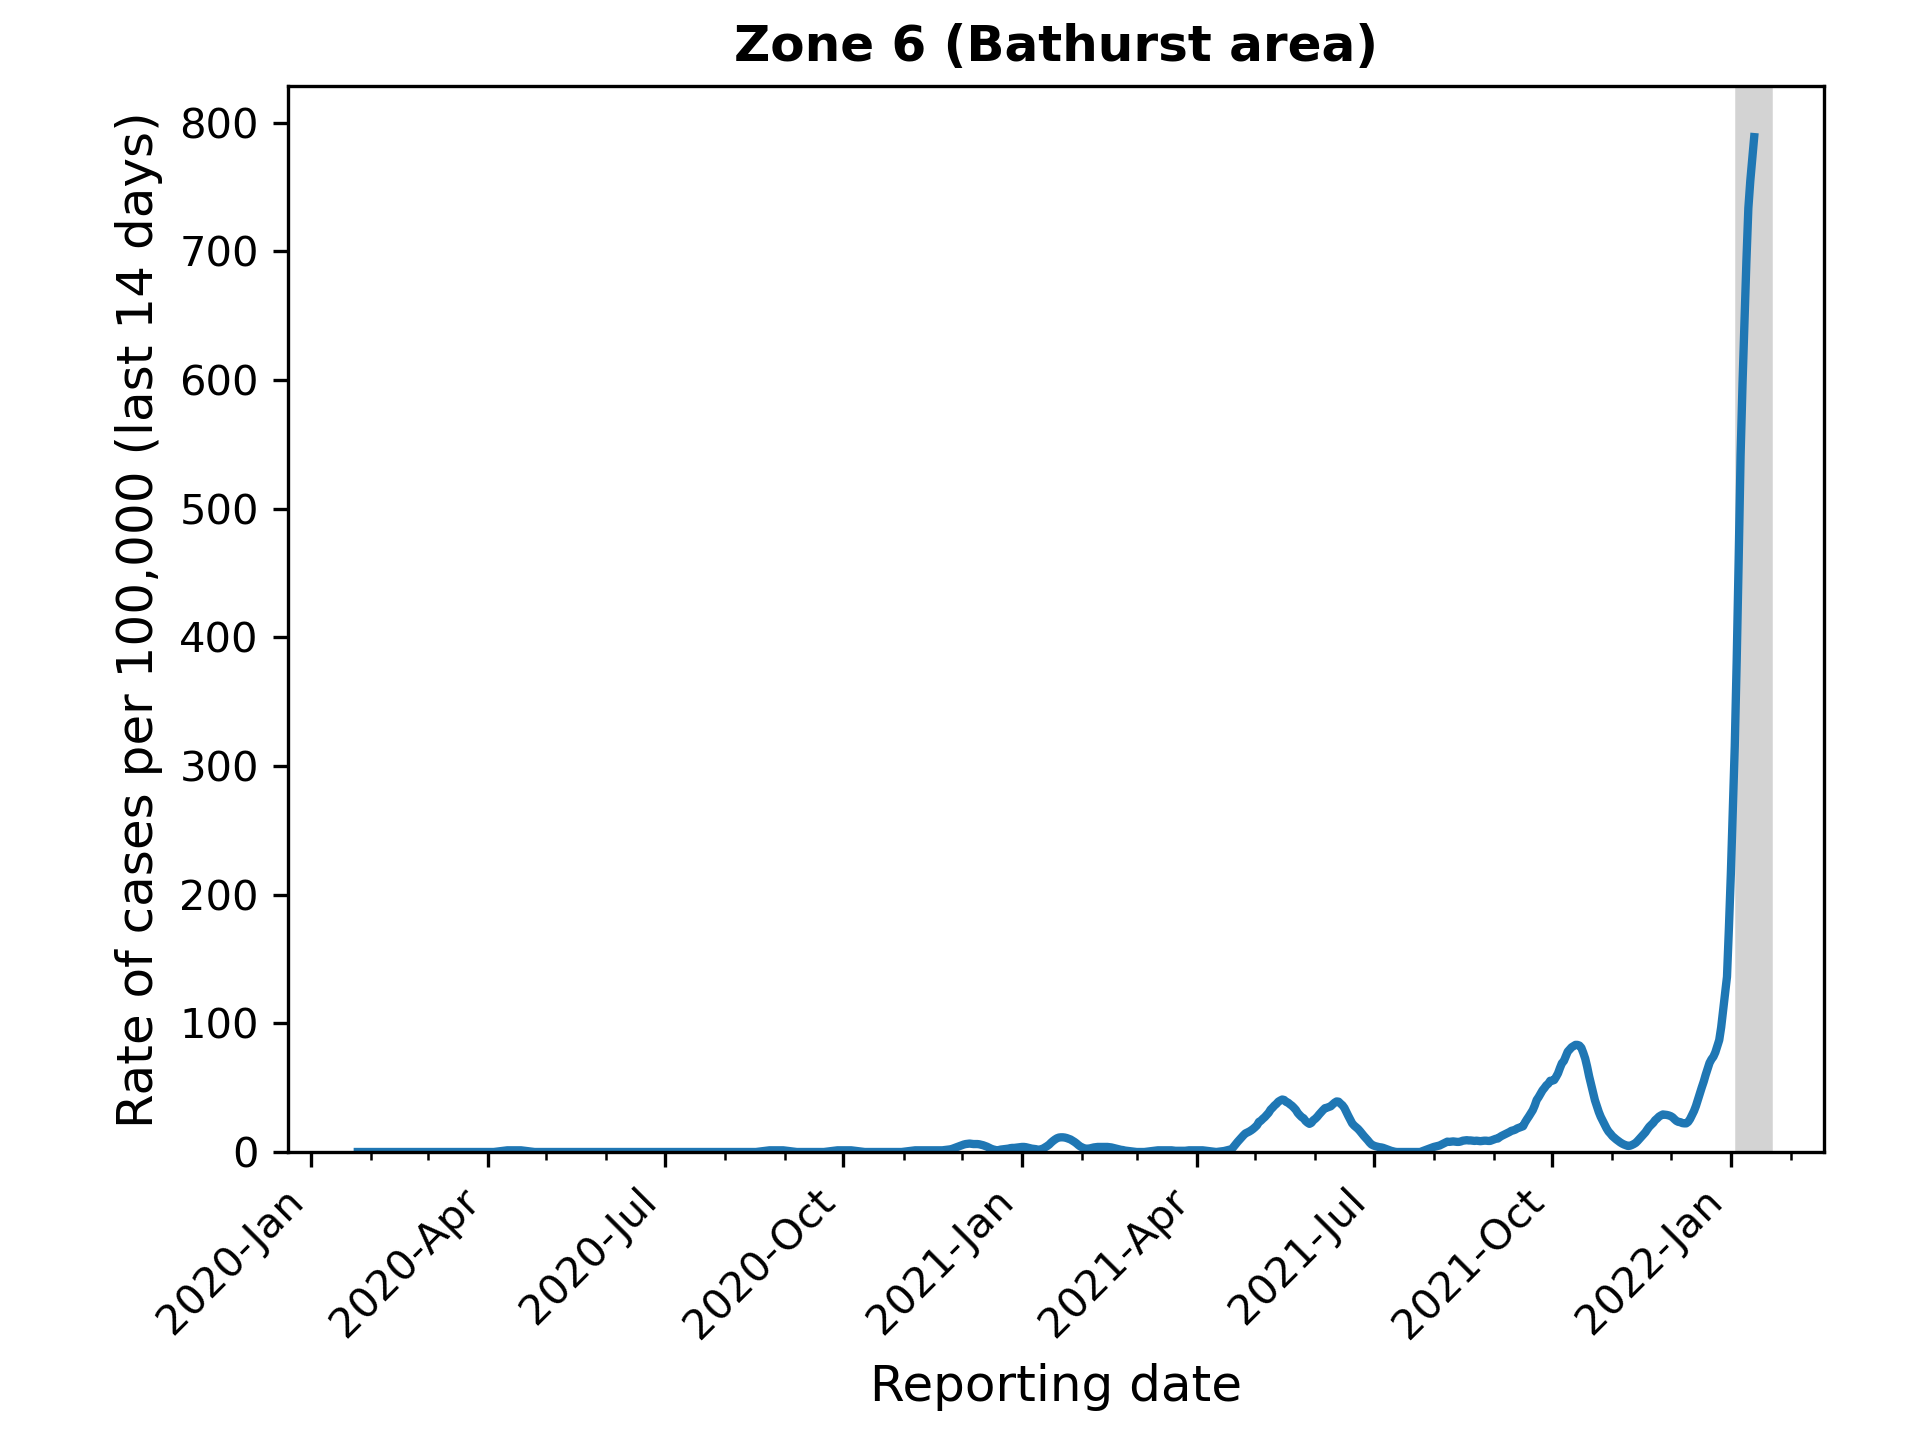 Zone 6 (Bathurst area)
Rate of cases per 100,000 (last 14 days)
800
700
600
500
400
300
200
100
0
2020-Jan
2020-Apr
2020-Jul
2020-Oct
2021-Jan
2021-Apr
2021-Jul
2021-Oct
2022-Jan
Reporting date